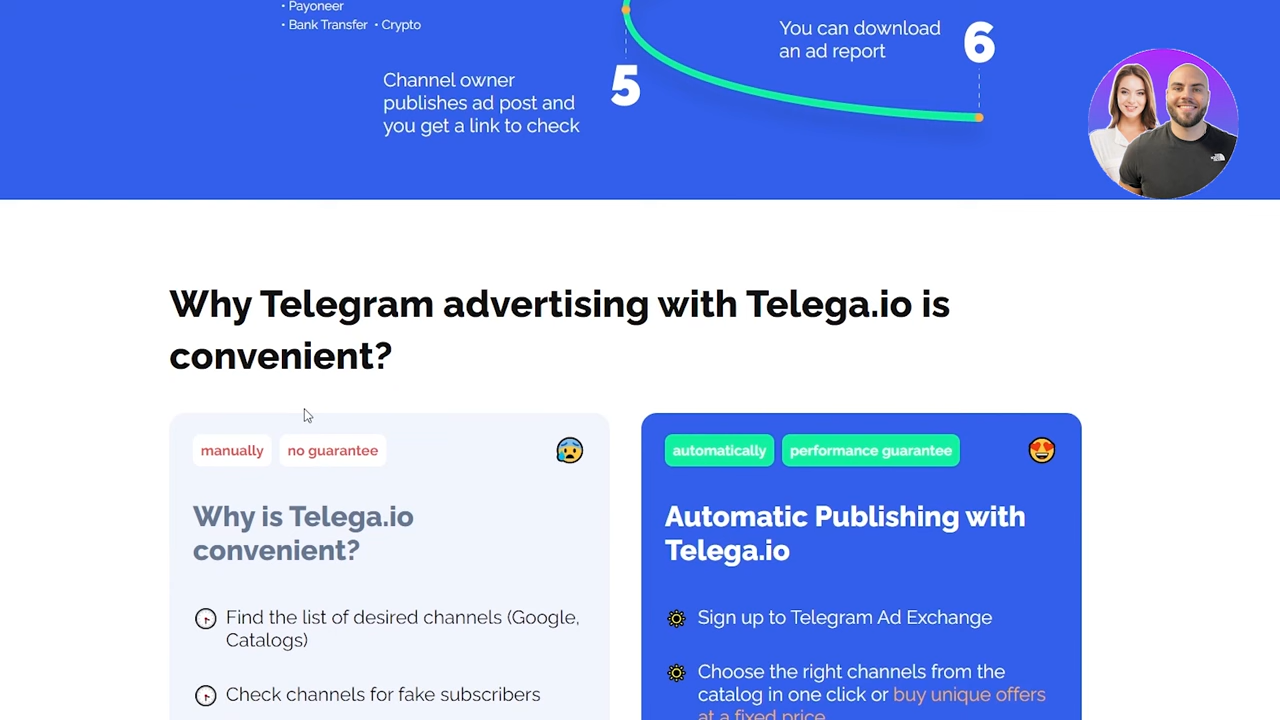 • Payoneer
• Bank Transfer • Crypto
You can download
an ad report
6
Channel owner
publishes ad post and
you get a link to check
5
Why Telegram advertising with Telega.io is
convenient?
manually no guarantee
Why is Telega.io
convenient?
Find the list of desired channels (Google,
Catalogs)
Check channels for fake subscribers
automatically performance guarantee
Automatic Publishing with
Telega.io
Sign up to Telegram Ad Exchange
Choose the right channels from the
catalog in one click or buy unique offers
at a fixed price